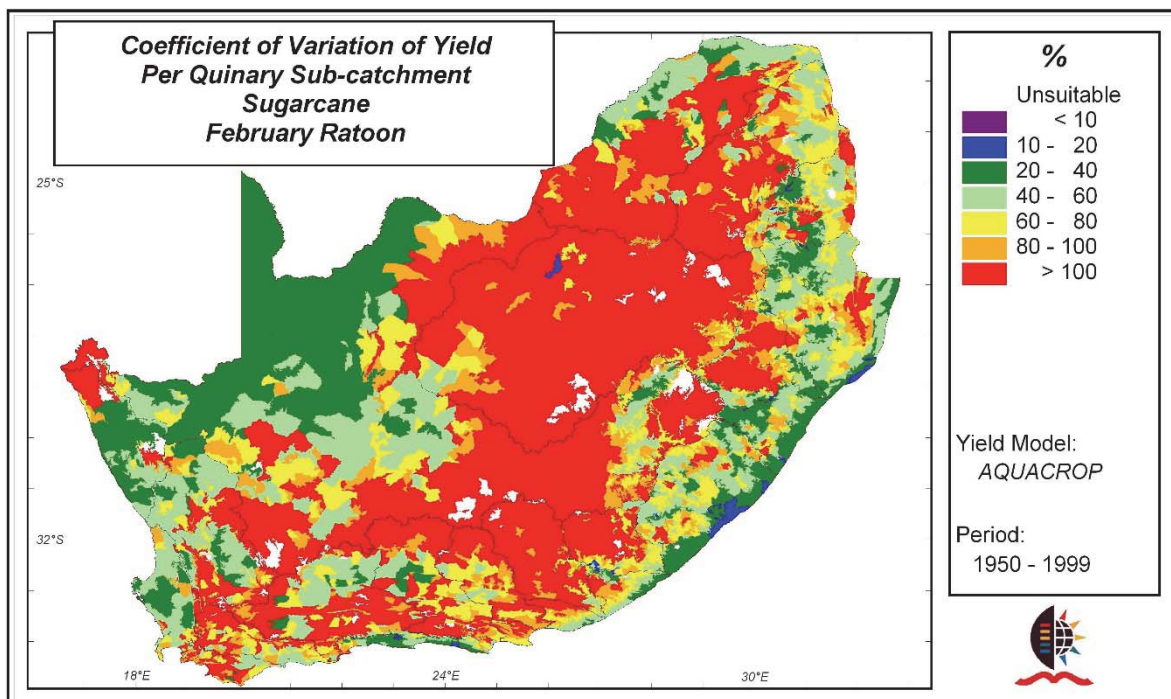 Coefficient of Variation of Yield
Per Quinary Sub-catchment
Sugarcane
February Ratoon
%
Unsuitable
< 10
10 - 20
20 - 40
40 - 60
60 - 80
80 - 100
> 100
Yield Model:
AQUACROP
Period:
1950 - 1999
25°S
32°S
18°E
24°E
30°E